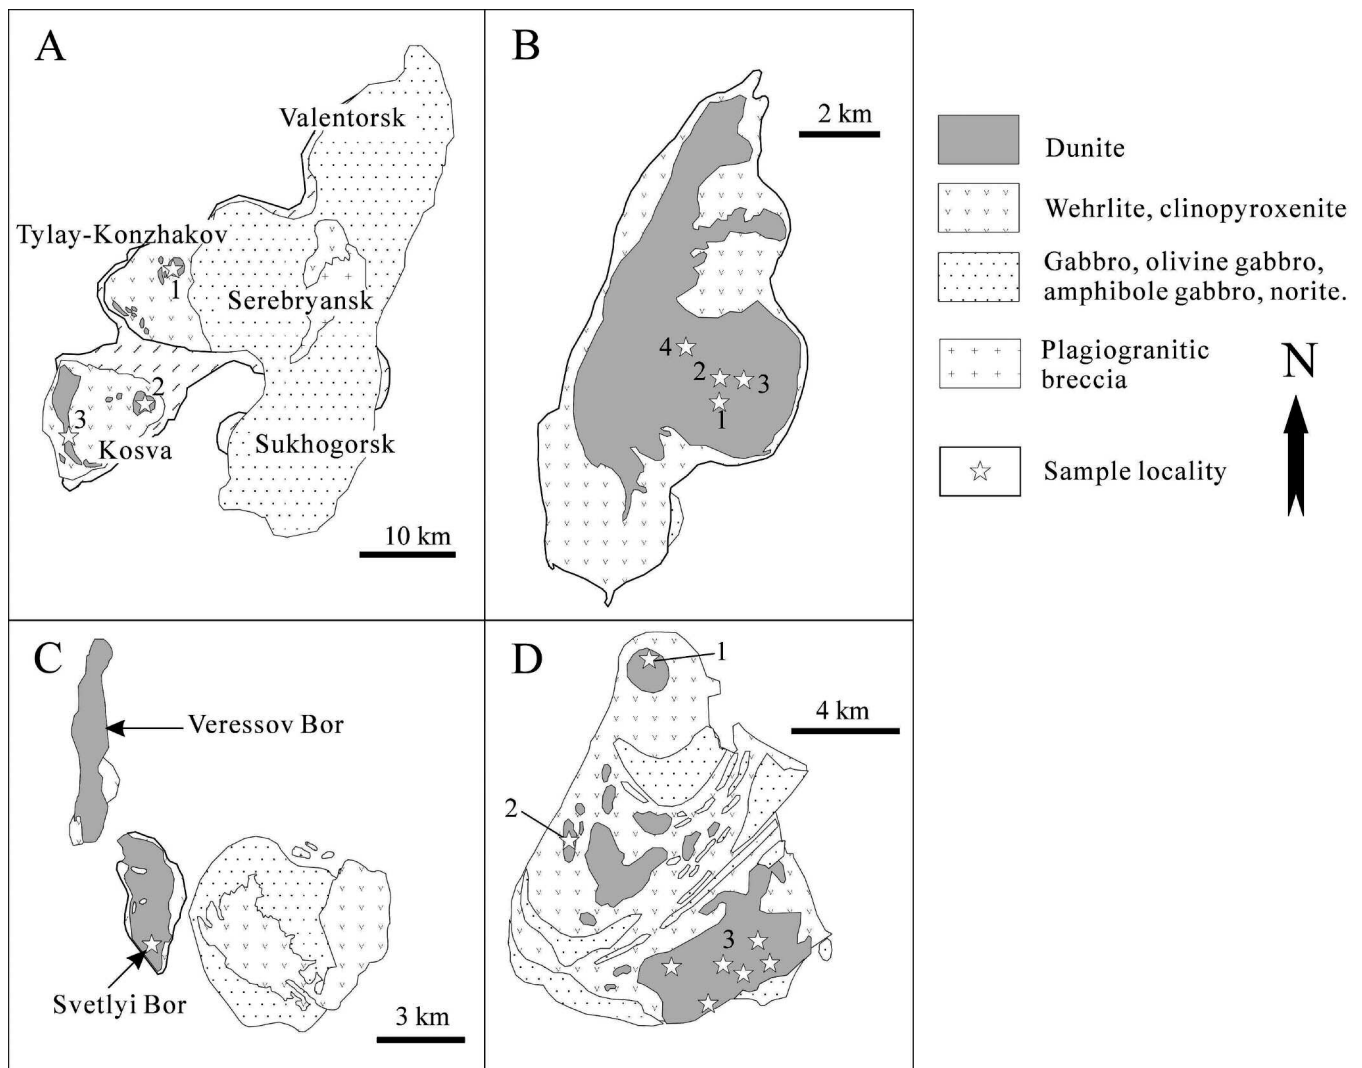 A
Valentorsk
Tylay-Konzhakov
1
Serebryansk
2
3
Kosva
Sukhogorsk
10 km
B
2 km
4
2
3
1
Dunite
Wehrlite, clinopyroxenite
Gabbro, olivine gabbro,
amphibole gabbro, norite.
Plagiogranitic
breccia
N
Sample locality
C
Veressov Bor
Svetlyi Bor
3 km
D
1
4 km
2
3